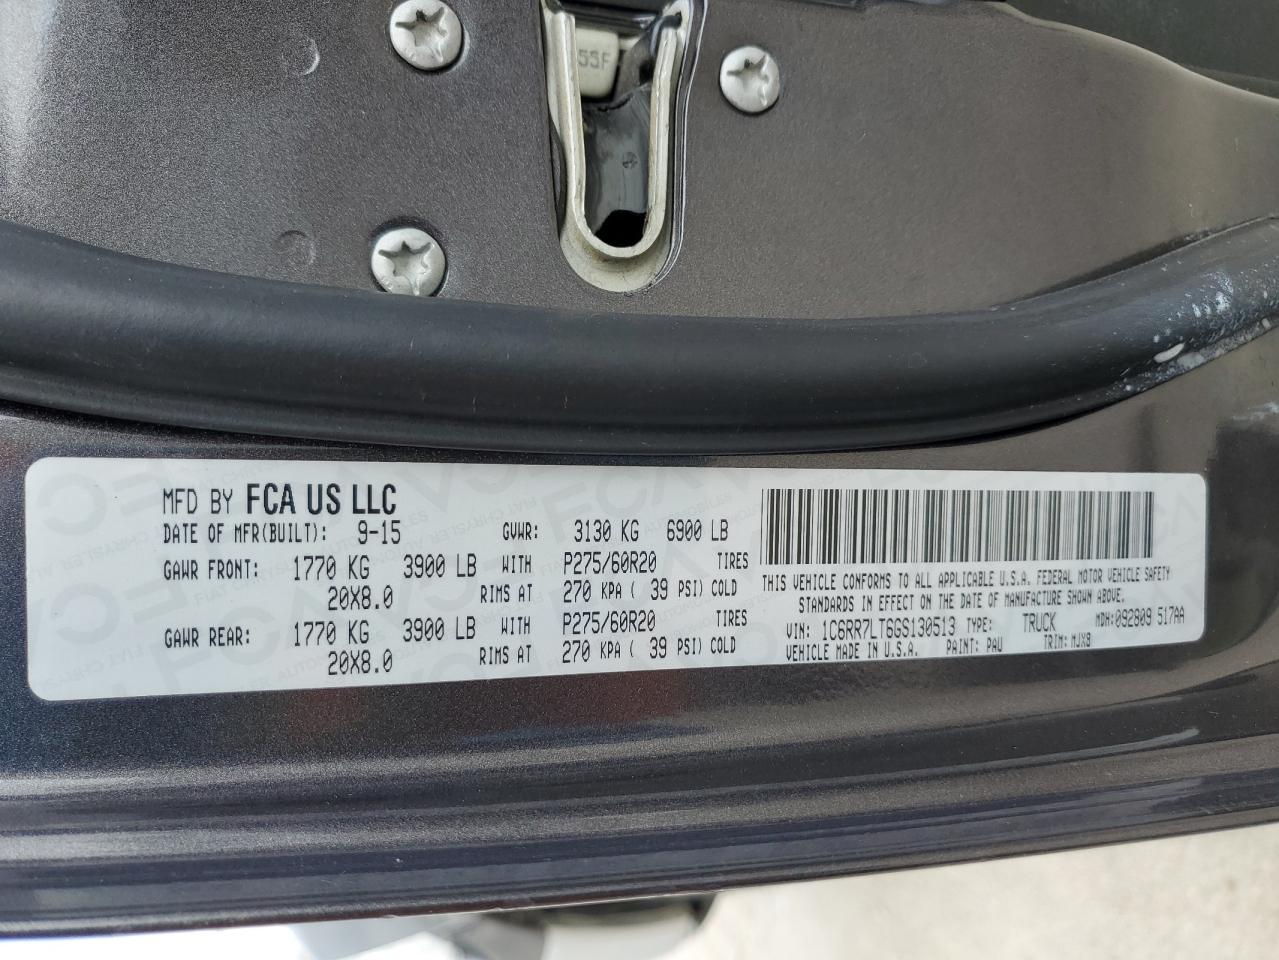 55F
MFD BY FCA US LLC
DATE OF MFR(BUILT): 9-15 GVWR: 3130 KG 6900 LB
GAWR FRONT: 1770 KG 3900 LB WITH P275/60R20 TIRES
20X8.0 RIMS AT 270 KPA ( 39 PSI) COLD
GAWR REAR: 1770 KG 3900 LB WITH P275/60R20 TIRES
20X8.0 RIMS AT 270 KPA ( 39 PSI) COLD
THIS VEHICLE CONFORMS TO ALL APPLICABLE U.S.A. FEDERAL MOTOR VEHICLE SAFETY
STANDARDS IN EFFECT ON THE DATE OF MANUFACTURE SHOWN ABOVE.
VIN: 1C6RR7LT6GS130513 TYPE: TRUCK MDH:092809 517AA
VEHICLE MADE IN U.S.A. PAINT: PAU TRIM: MJX8